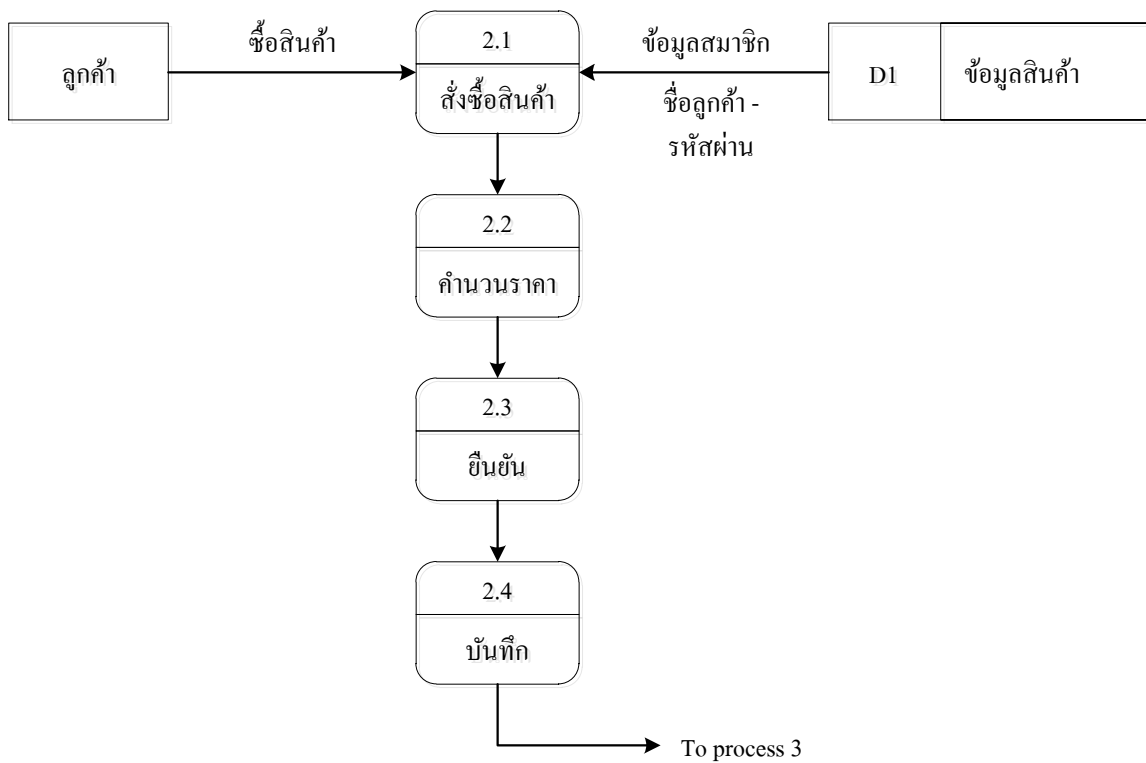 ลูกค้า
ซื้อสินค้า
2.1
สั่งซื้อสินค้า
ข้อมูลสมาชิก
ชื่อลูกค้า -
รหัสผ่าน
D1
ข้อมูลสินค้า
2.2
คำนวนราคา
2.3
ยืนยัน
2.4
บันทึก
To process 3